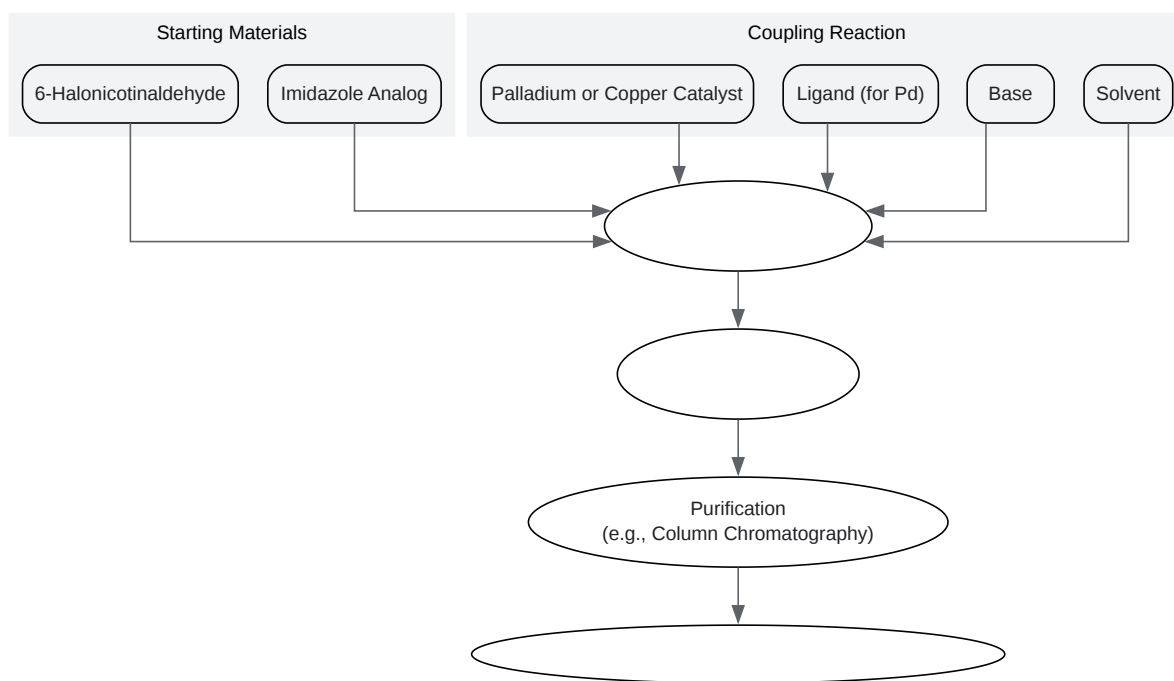 Starting Materials
Coupling Reaction
6-Halonicotinaldehyde
Imidazole Analog
Palladium or Copper Catalyst
Ligand (for Pd)
Base
Solvent
Purification
(e.g., Column Chromatography)